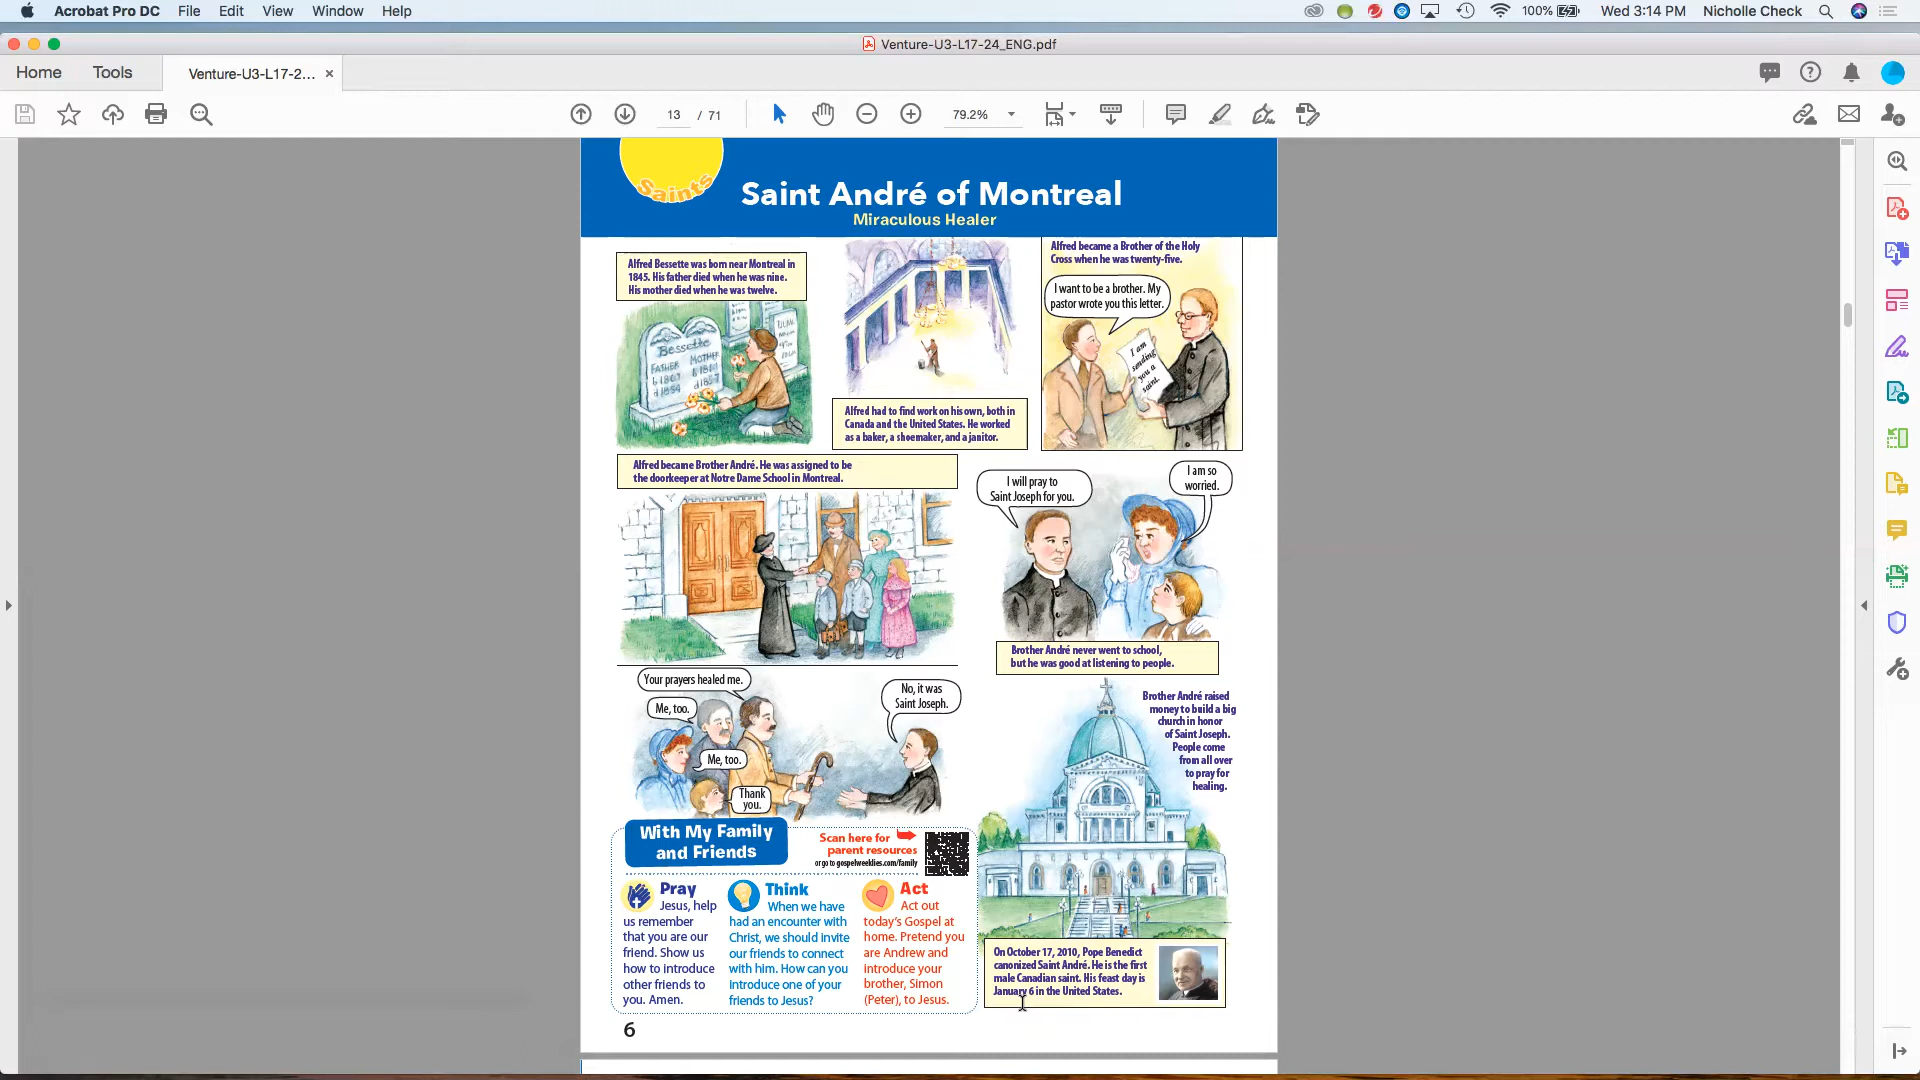 Acrobat Pro DC File Edit View Window Help
100% Wed 3:14 PM Nicholle Check
Venture-U3-L17-24_ENG.pdf
Home Tools Venture-U3-L17-2... ×
13 / 71 79.2%
Saints
Saint André of Montreal
Miraculous Healer
Alfred Bessette was born near Montreal in
1845. His father died when he was nine.
His mother died when he was twelve.
Bessette
FATHER MOTHER
Alfred had to find work on his own, both in
Canada and the United States. He worked
as a baker, a shoemaker, and a janitor.
Alfred became a Brother of the Holy
Cross when he was twenty-five.
I want to be a brother. My
pastor wrote you this letter.
I am
sending
you a
saint.
Alfred became Brother André. He was assigned to be
the doorkeeper at Notre Dame School in Montreal.
I will pray to
Saint Joseph for you.
I am so
worried.
Brother André never went to school,
but he was good at listening to people.
Your prayers healed me.
Me, too.
Me, too.
Thank
you.
No, it was
Saint Joseph.
Brother André raised
money to build a big
church in honor
of Saint Joseph.
People come
from all over
to pray for
healing.
With My Family
and Friends
Scan here for
parent resources
or go to gospelweeklies.com/family
Pray
Jesus, help
us remember
that you are our
friend. Show us
how to introduce
other friends to
you. Amen.
Think
When we have
had an encounter with
Christ, we should invite
our friends to connect
with him. How can you
introduce one of your
friends to Jesus?
Act
Act out
today's Gospel at
home. Pretend you
are Andrew and
introduce your
brother, Simon
(Peter), to Jesus.
On October 17, 2010, Pope Benedict
canonized Saint André. He is the first
male Canadian saint. His feast day is
January 6 in the United States.
6